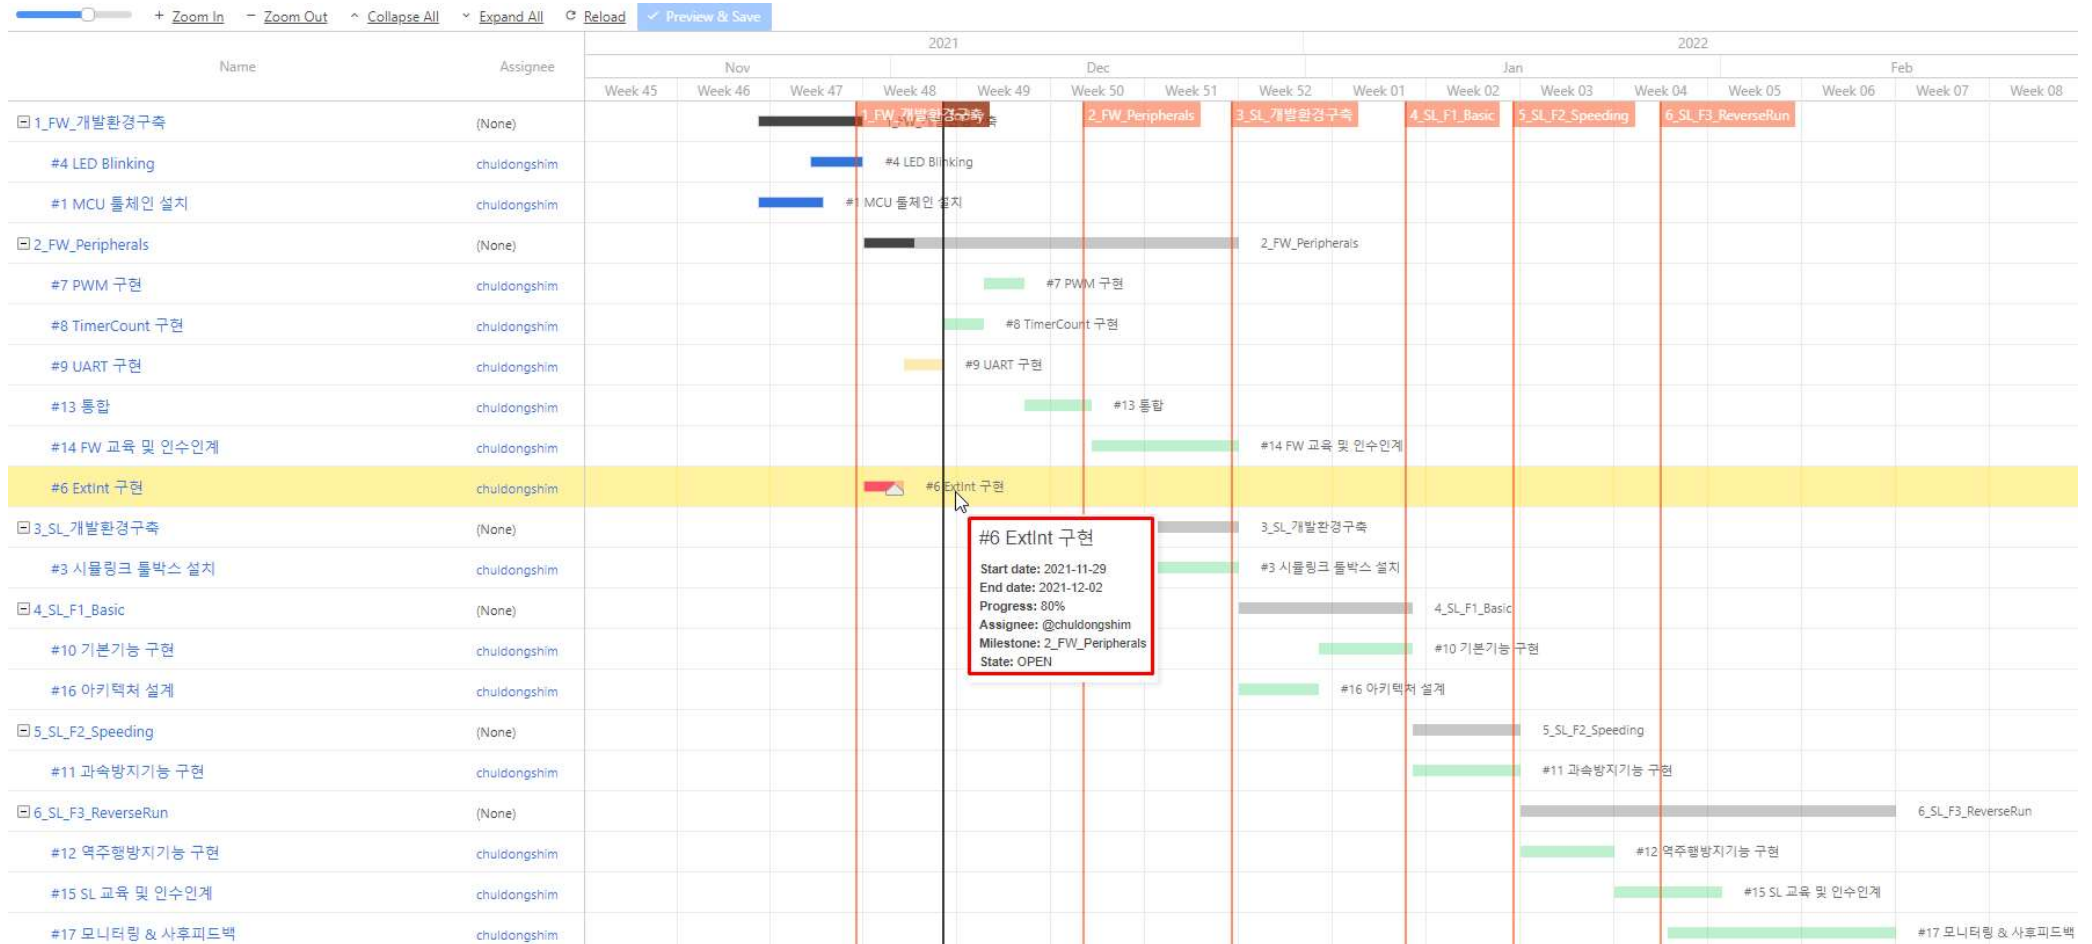 + Zoom In − Zoom Out ^ Collapse All ˅ Expand All Reload ✓ Preview & Save
2021 2022
Name Assignee Nov Dec Jan Feb
Week 45 Week 46 Week 47 Week 48 Week 49 Week 50 Week 51 Week 52 Week 01 Week 02 Week 03 Week 04 Week 05 Week 06 Week 07 Week 08
1_FW_개발환경구축 2_FW_Peripherals 3_SL_개발환경구축 4_SL_F1_Basic 5_SL_F2_Speeding 6_SL_F3_ReverseRun
1_FW_개발환경구축 (None)
#4 LED Blinking chuldongshim #4 LED Blinking
#1 MCU 툴체인 설치 chuldongshim #1 MCU 툴체인 설치
2_FW_Peripherals (None) 2_FW_Peripherals
#7 PWM 구현 chuldongshim #7 PWM 구현
#8 TimerCount 구현 chuldongshim #8 TimerCount 구현
#9 UART 구현 chuldongshim #9 UART 구현
#13 통합 chuldongshim #13 통합
#14 FW 교육 및 인수인계 chuldongshim #14 FW 교육 및 인수인계
#6 ExtInt 구현 chuldongshim #6 ExtInt 구현
3_SL_개발환경구축 (None) 3_SL_개발환경구축
#3 시뮬링크 툴박스 설치 chuldongshim #3 시뮬링크 툴박스 설치
#6 ExtInt 구현
Start date: 2021-11-29
End date: 2021-12-02
Progress: 80%
Assignee: @chuldongshim
Milestone: 2_FW_Peripherals
State: OPEN
4_SL_F1_Basic (None) 4_SL_F1_Basic
#10 기본기능 구현 chuldongshim #10 기본기능 구현
#16 아키텍처 설계 chuldongshim #16 아키텍처 설계
5_SL_F2_Speeding (None) 5_SL_F2_Speeding
#11 과속방지기능 구현 chuldongshim #11 과속방지기능 구현
6_SL_F3_ReverseRun (None) 6_SL_F3_ReverseRun
#12 역주행방지기능 구현 chuldongshim #12 역주행방지기능 구현
#15 SL 교육 및 인수인계 chuldongshim #15 SL 교육 및 인수인계
#17 모니터링 & 사후피드백 chuldongshim #17 모니터링 & 사후피드백